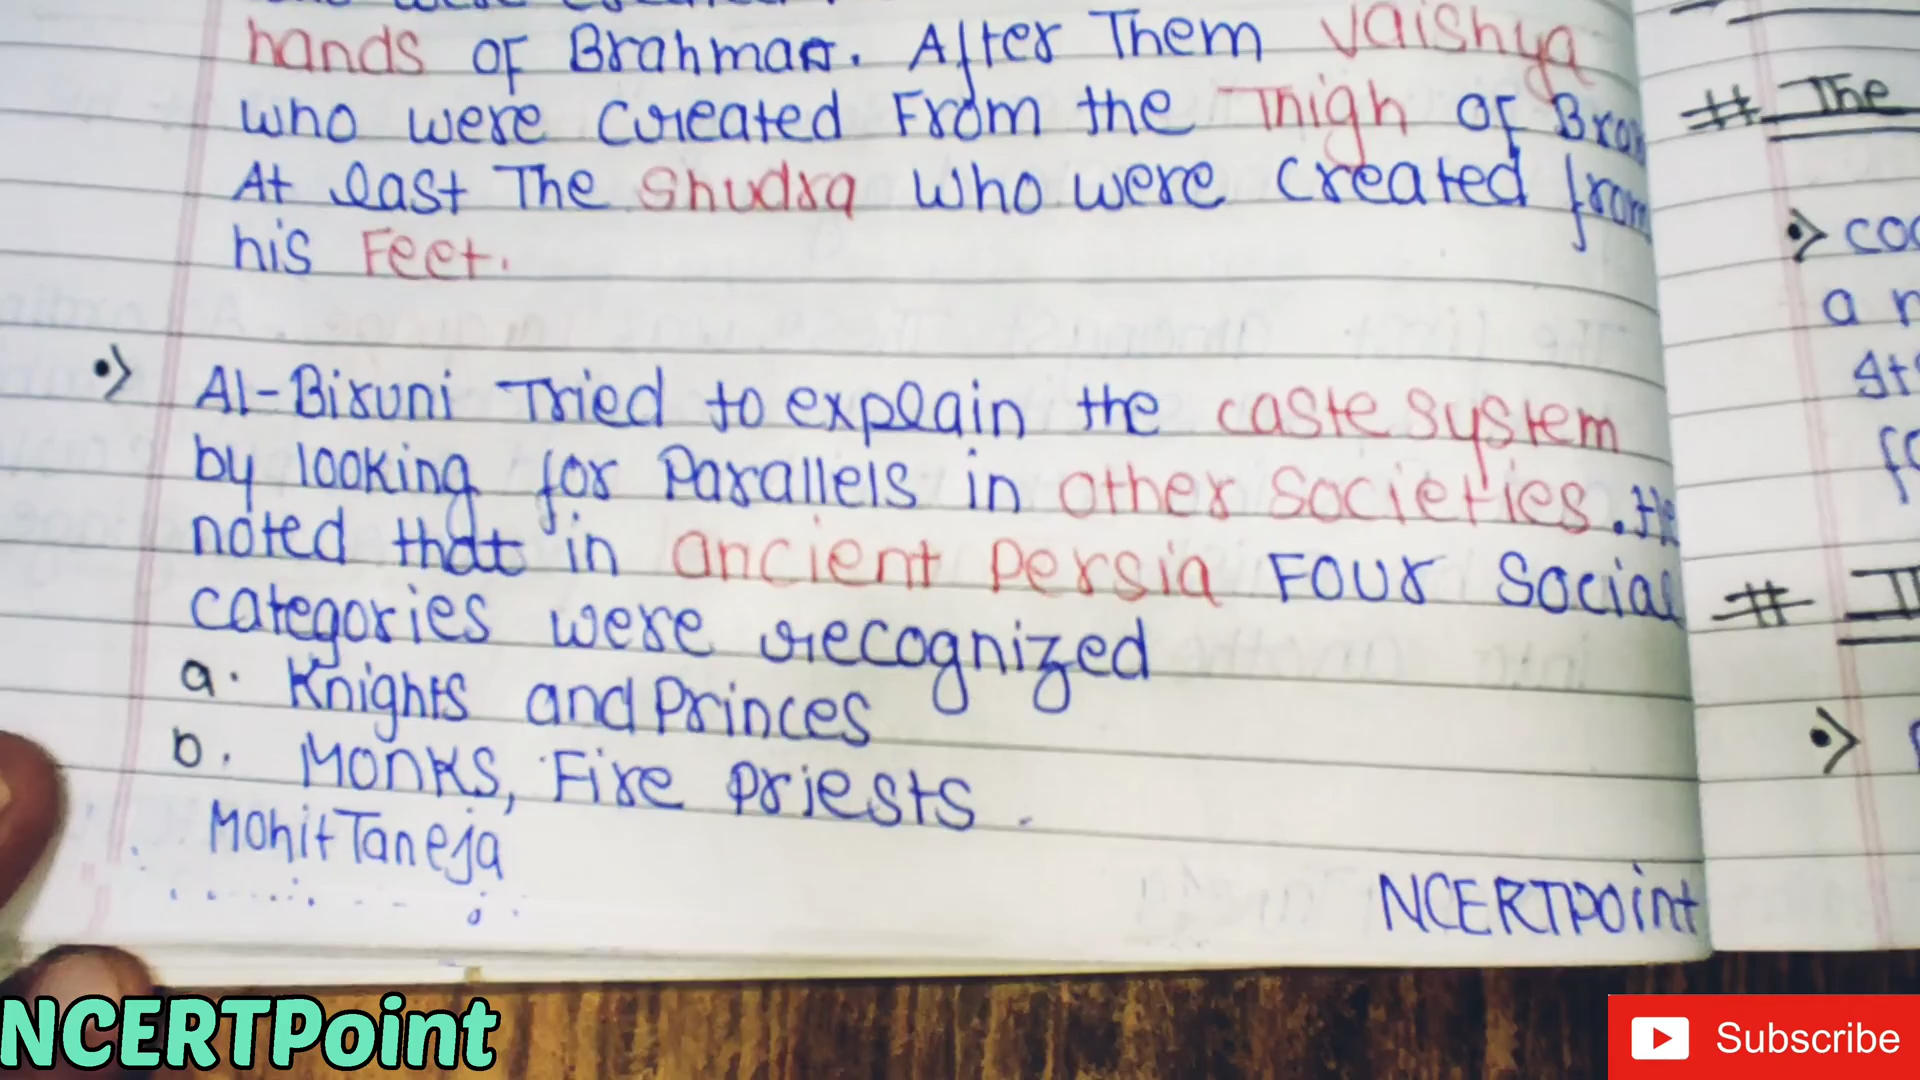 hands of Brahman. After Them Vaishya
who were created From the Thigh of Bra
At last The Shudra who were created from
his Feet.
Al-Biruni Tried to explain the caste system
by looking for Parallels in other Societies. He
noted that in ancient Persia Four Social
categories were recognized
a. Knights and Princes
b. Monks, Fire Priests.
Mohit Taneja
NCERTPoint
# The
a
#
NCERTPoint
Subscribe